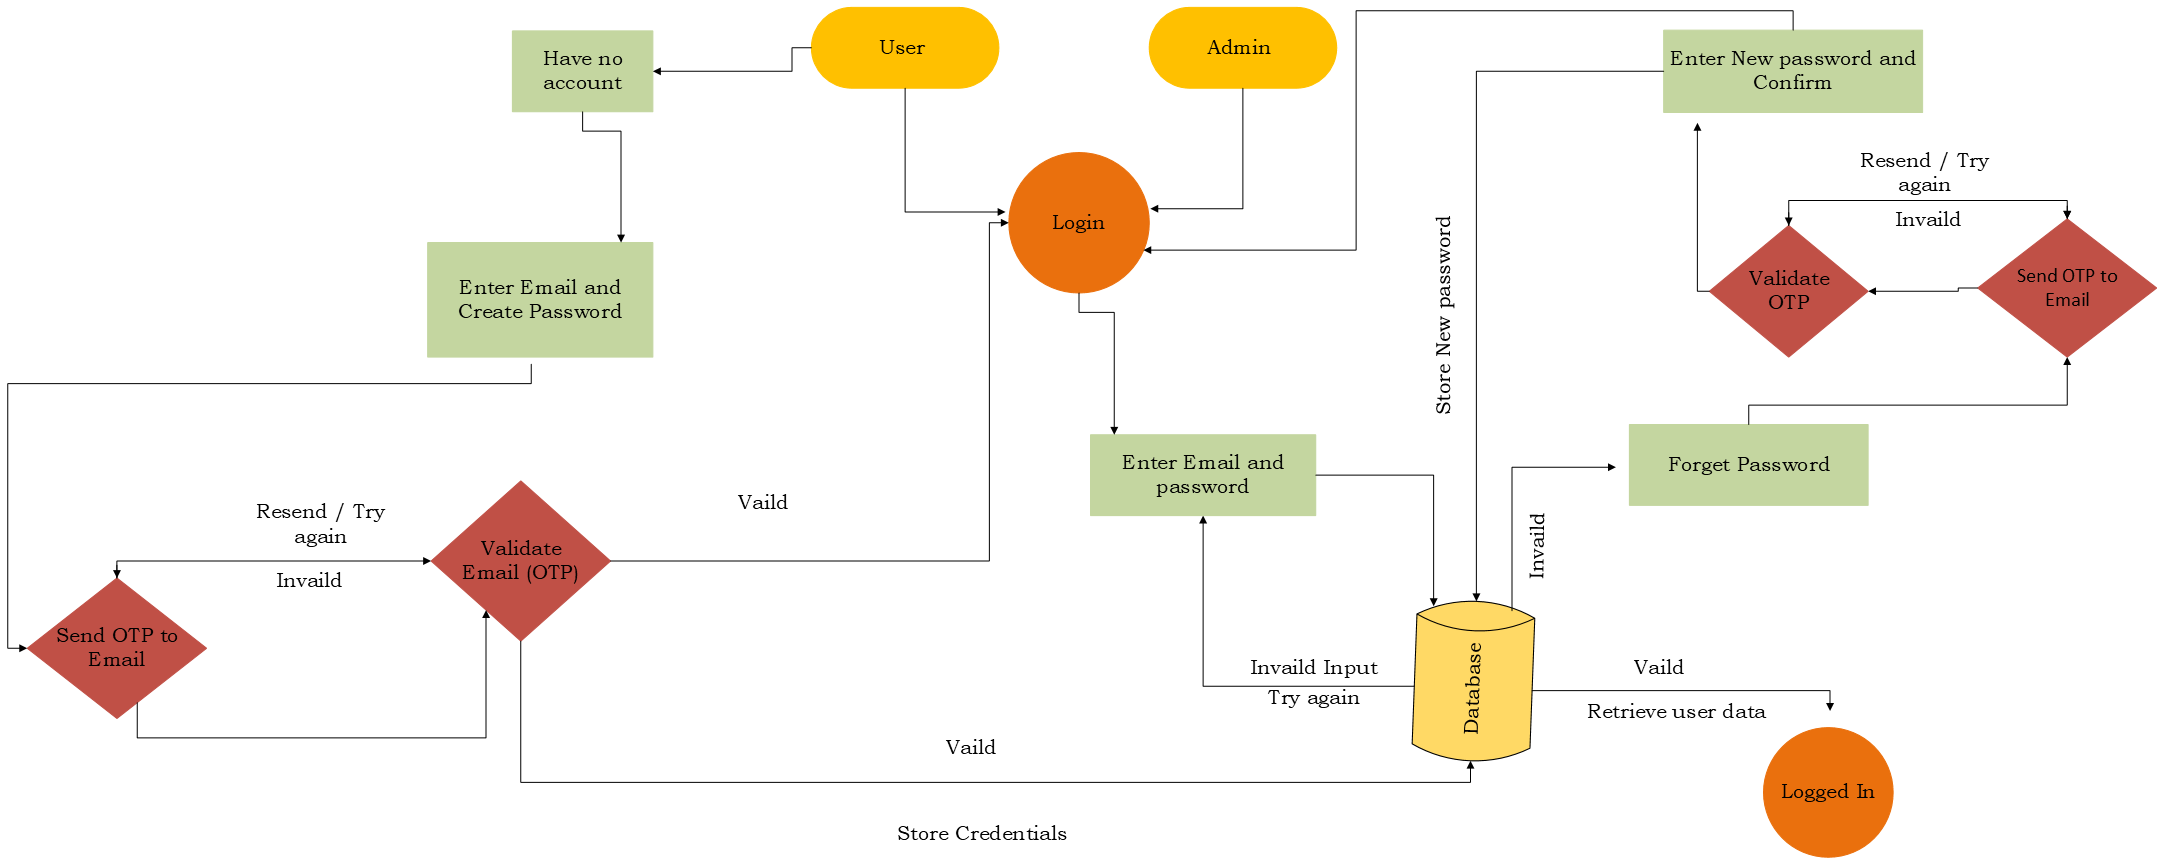 User
Admin
Have no
account
Enter New password and
Confirm
Resend / Try
again
Invaild
Login
Validate
OTP
Send OTP to
Email
Enter Email and
Create Password
Store New password
Enter Email and
password
Forget Password
Resend / Try
again
Invaild
Vaild
Validate
Email (OTP)
Invaild
Send OTP to
Email
Invaild Input
Try again
Database
Vaild
Retrieve user data
Vaild
Logged In
Store Credentials